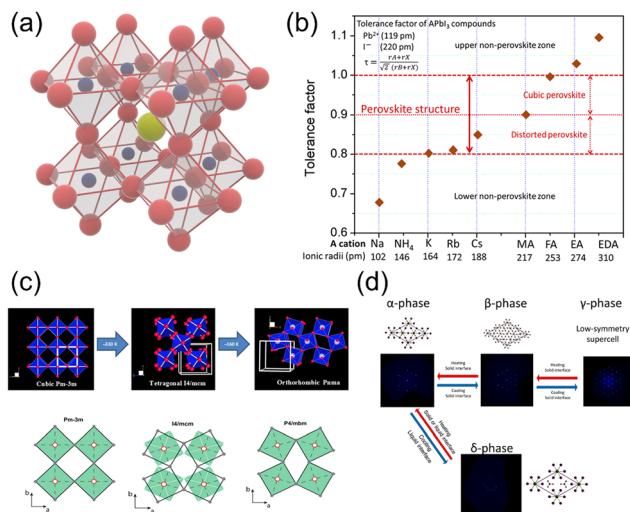 (a)
(b)
Tolerance factor of APbI₃ compounds
Pb²⁺ (119 pm)
I⁻ (220 pm)
τ = rA+rX / √2 (rB+rX)
upper non-perovskite zone
Perovskite structure
Cubic perovskite
Distorted perovskite
Lower non-perovskite zone
Tolerance factor
1.1
1.0
0.9
0.8
0.7
0.6
A cation Na NH₄ K Rb Cs MA FA EA EDA
Ionic radii (pm) 102 146 164 172 188 217 253 274 310
(c)
Cubic Pm-3m
~330 K
Tetragonal I4/mcm
~160 K
Orthorhombic Pnma
Pm-3m
I4/mcm
P4/mbm
b
a
b
a
b
a
(d)
α-phase
β-phase
γ-phase
Low-symmetry
supercell
Heating
Solid interface
Cooling
Solid interface
Heating
Solid interface
Cooling
Solid interface
Heating
Solid or liquid interface
Cooling
Liquid interface
δ-phase